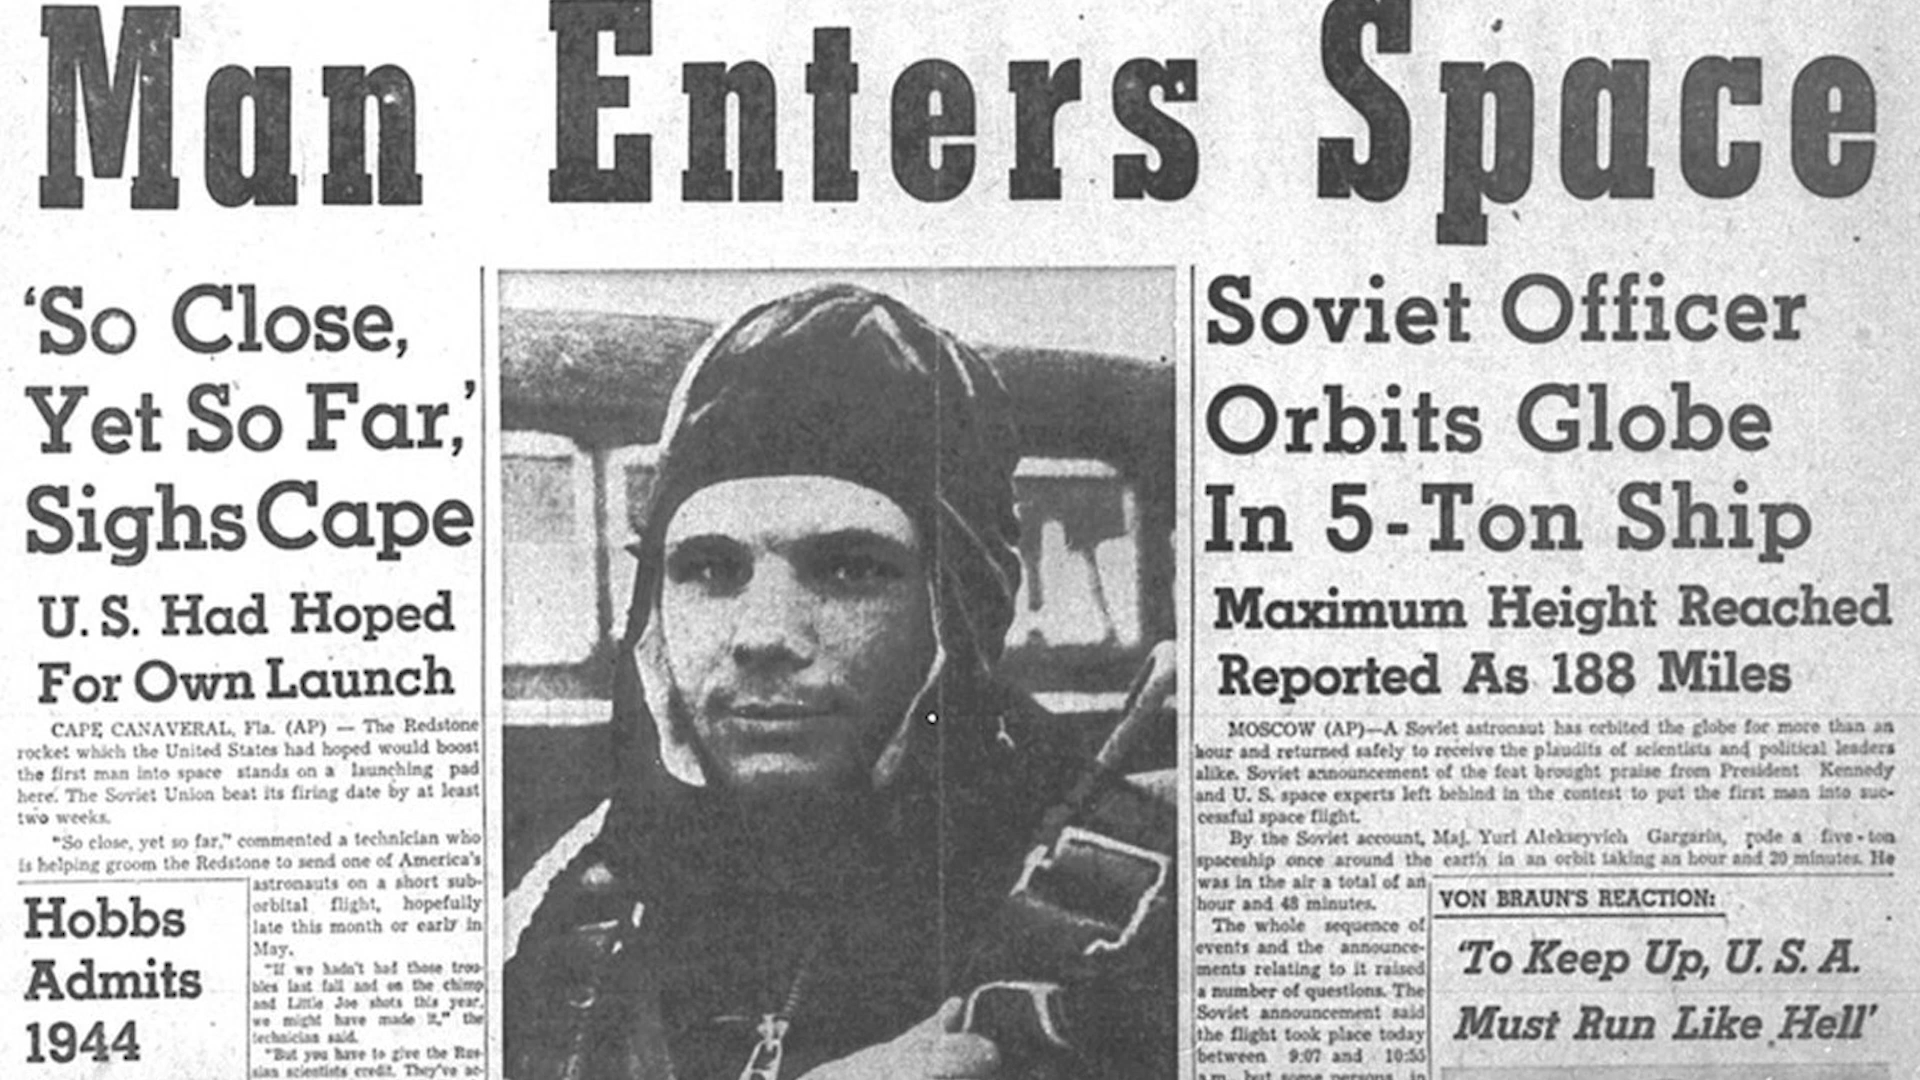 Man Enters Space
'So Close,
Yet So Far,'
Sighs Cape
U. S. Had Hoped
For Own Launch
CAPE CANAVERAL, Fla. (AP) — The Redstone
rocket which the United States had hoped would boost
the first man into space stands on a launching pad
here. The Soviet Union beat its firing date by at least
two weeks.
"So close, yet so far," commented a technician who
is helping groom the Redstone to send one of America's
astronauts on a short sub-
orbital flight, hopefully
late this month or early in
May.
"If we hadn't had those trou-
bles last fall and on the chimp
and Little Joe shots this year,
we might have made it," the
technician said.
"But you have to give the Rus-
sian scientists credit. They've ac-
Hobbs
Admits
1944
Soviet Officer
Orbits Globe
In 5-Ton Ship
Maximum Height Reached
Reported As 188 Miles
MOSCOW (AP)—A Soviet astronaut has orbited the globe for more than an
hour and returned safely to receive the plaudits of scientists and political leaders
alike. Soviet announcement of the feat brought praise from President Kennedy
and U. S. space experts left behind in the contest to put the first man into suc-
cessful space flight.
By the Soviet account, Maj. Yuri Alekseyvich Gargarin, rode a five-ton
spaceship once around the earth in an orbit taking an hour and 20 minutes. He
was in the air a total of an
hour and 48 minutes.
The whole sequence of
events and the announce-
ments relating to it raised
a number of questions. The
Soviet announcement said
the flight took place today
between 9:07 and 10:55
a.m. but some persons in
VON BRAUN'S REACTION:
'To Keep Up, U. S. A.
Must Run Like Hell'